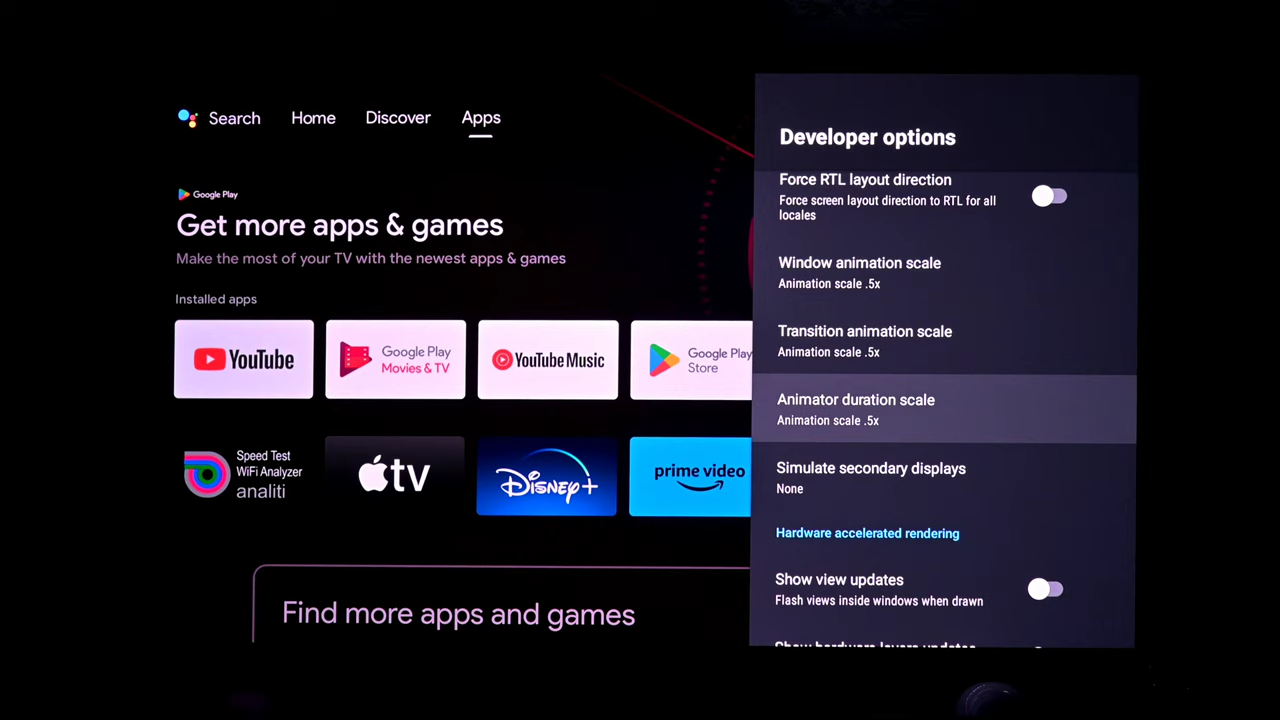 Search Home Discover Apps
Google Play
Get more apps & games
Make the most of your TV with the newest apps & games
Installed apps
YouTube
Google Play
Movies & TV
YouTube Music
Google Play
Store
Speed Test
WiFi Analyzer
analiti
tv
Disney+
prime video
Find more apps and games
Developer options
Force RTL layout direction
Force screen layout direction to RTL for all
locales
Window animation scale
Animation scale .5x
Transition animation scale
Animation scale .5x
Animator duration scale
Animation scale .5x
Simulate secondary displays
None
Hardware accelerated rendering
Show view updates
Flash views inside windows when drawn
Show hardware layers updates